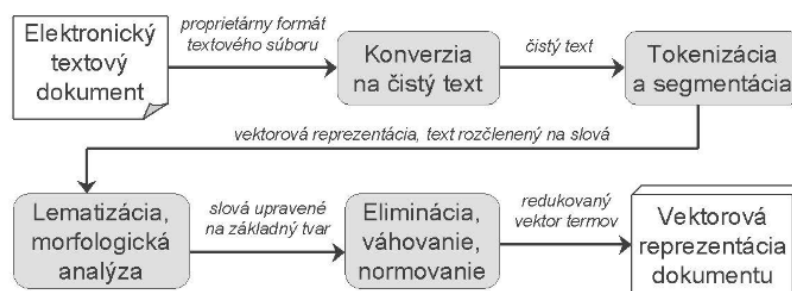 Elektronický
textový
dokument
proprietárny formát
textového súboru
Konverzia
na čistý text
čistý text
Tokenizácia
a segmentácia
vektorová reprezentácia, text rozčlenený na slová
Lematizácia,
morfologická
analýza
slová upravené
na základný tvar
Eliminácia,
váhovanie,
normovanie
redukovaný
vektor termov
Vektorová
reprezentácia
dokumentu